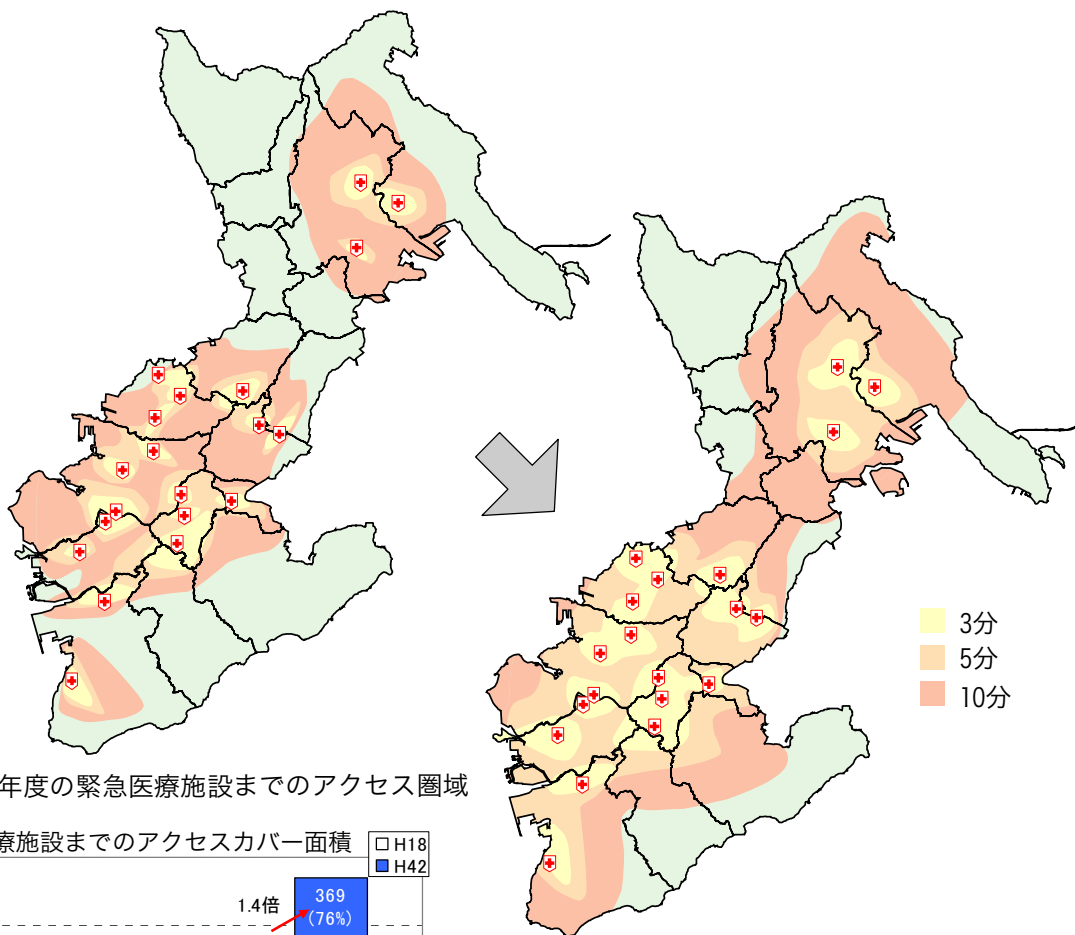 3分
5分
10分
年度の緊急医療施設までのアクセス圏域
療施設までのアクセスカバー面積
H18
H42
1.4倍
369
(76%)